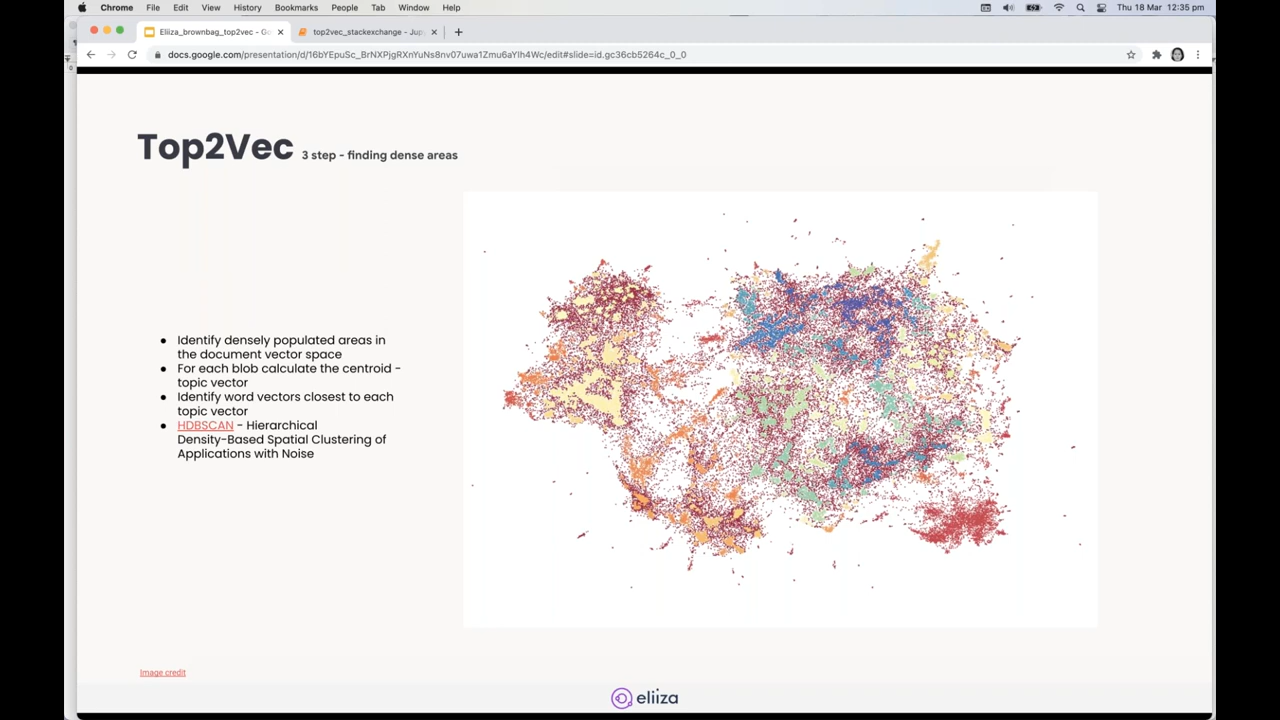 Chrome File Edit View History Bookmarks People Tab Window Help Thu 18 Mar 12:35 pm
Eliiza_brownbag_top2vec - Go top2vec_stackexchange - Jup
docs.google.com/presentation/d/16bYEpuSc_BrNXPjgRXnYuNs8nv07uwa1Zmu6aYlh4Wc/edit#slide=id.gc36cb5264c_0_0
Top2Vec 3 step - finding dense areas
● Identify densely populated areas in
the document vector space
● For each blob calculate the centroid -
topic vector
● Identify word vectors closest to each
topic vector
● HDBSCAN - Hierarchical
Density-Based Spatial Clustering of
Applications with Noise
Image credit
eliiza